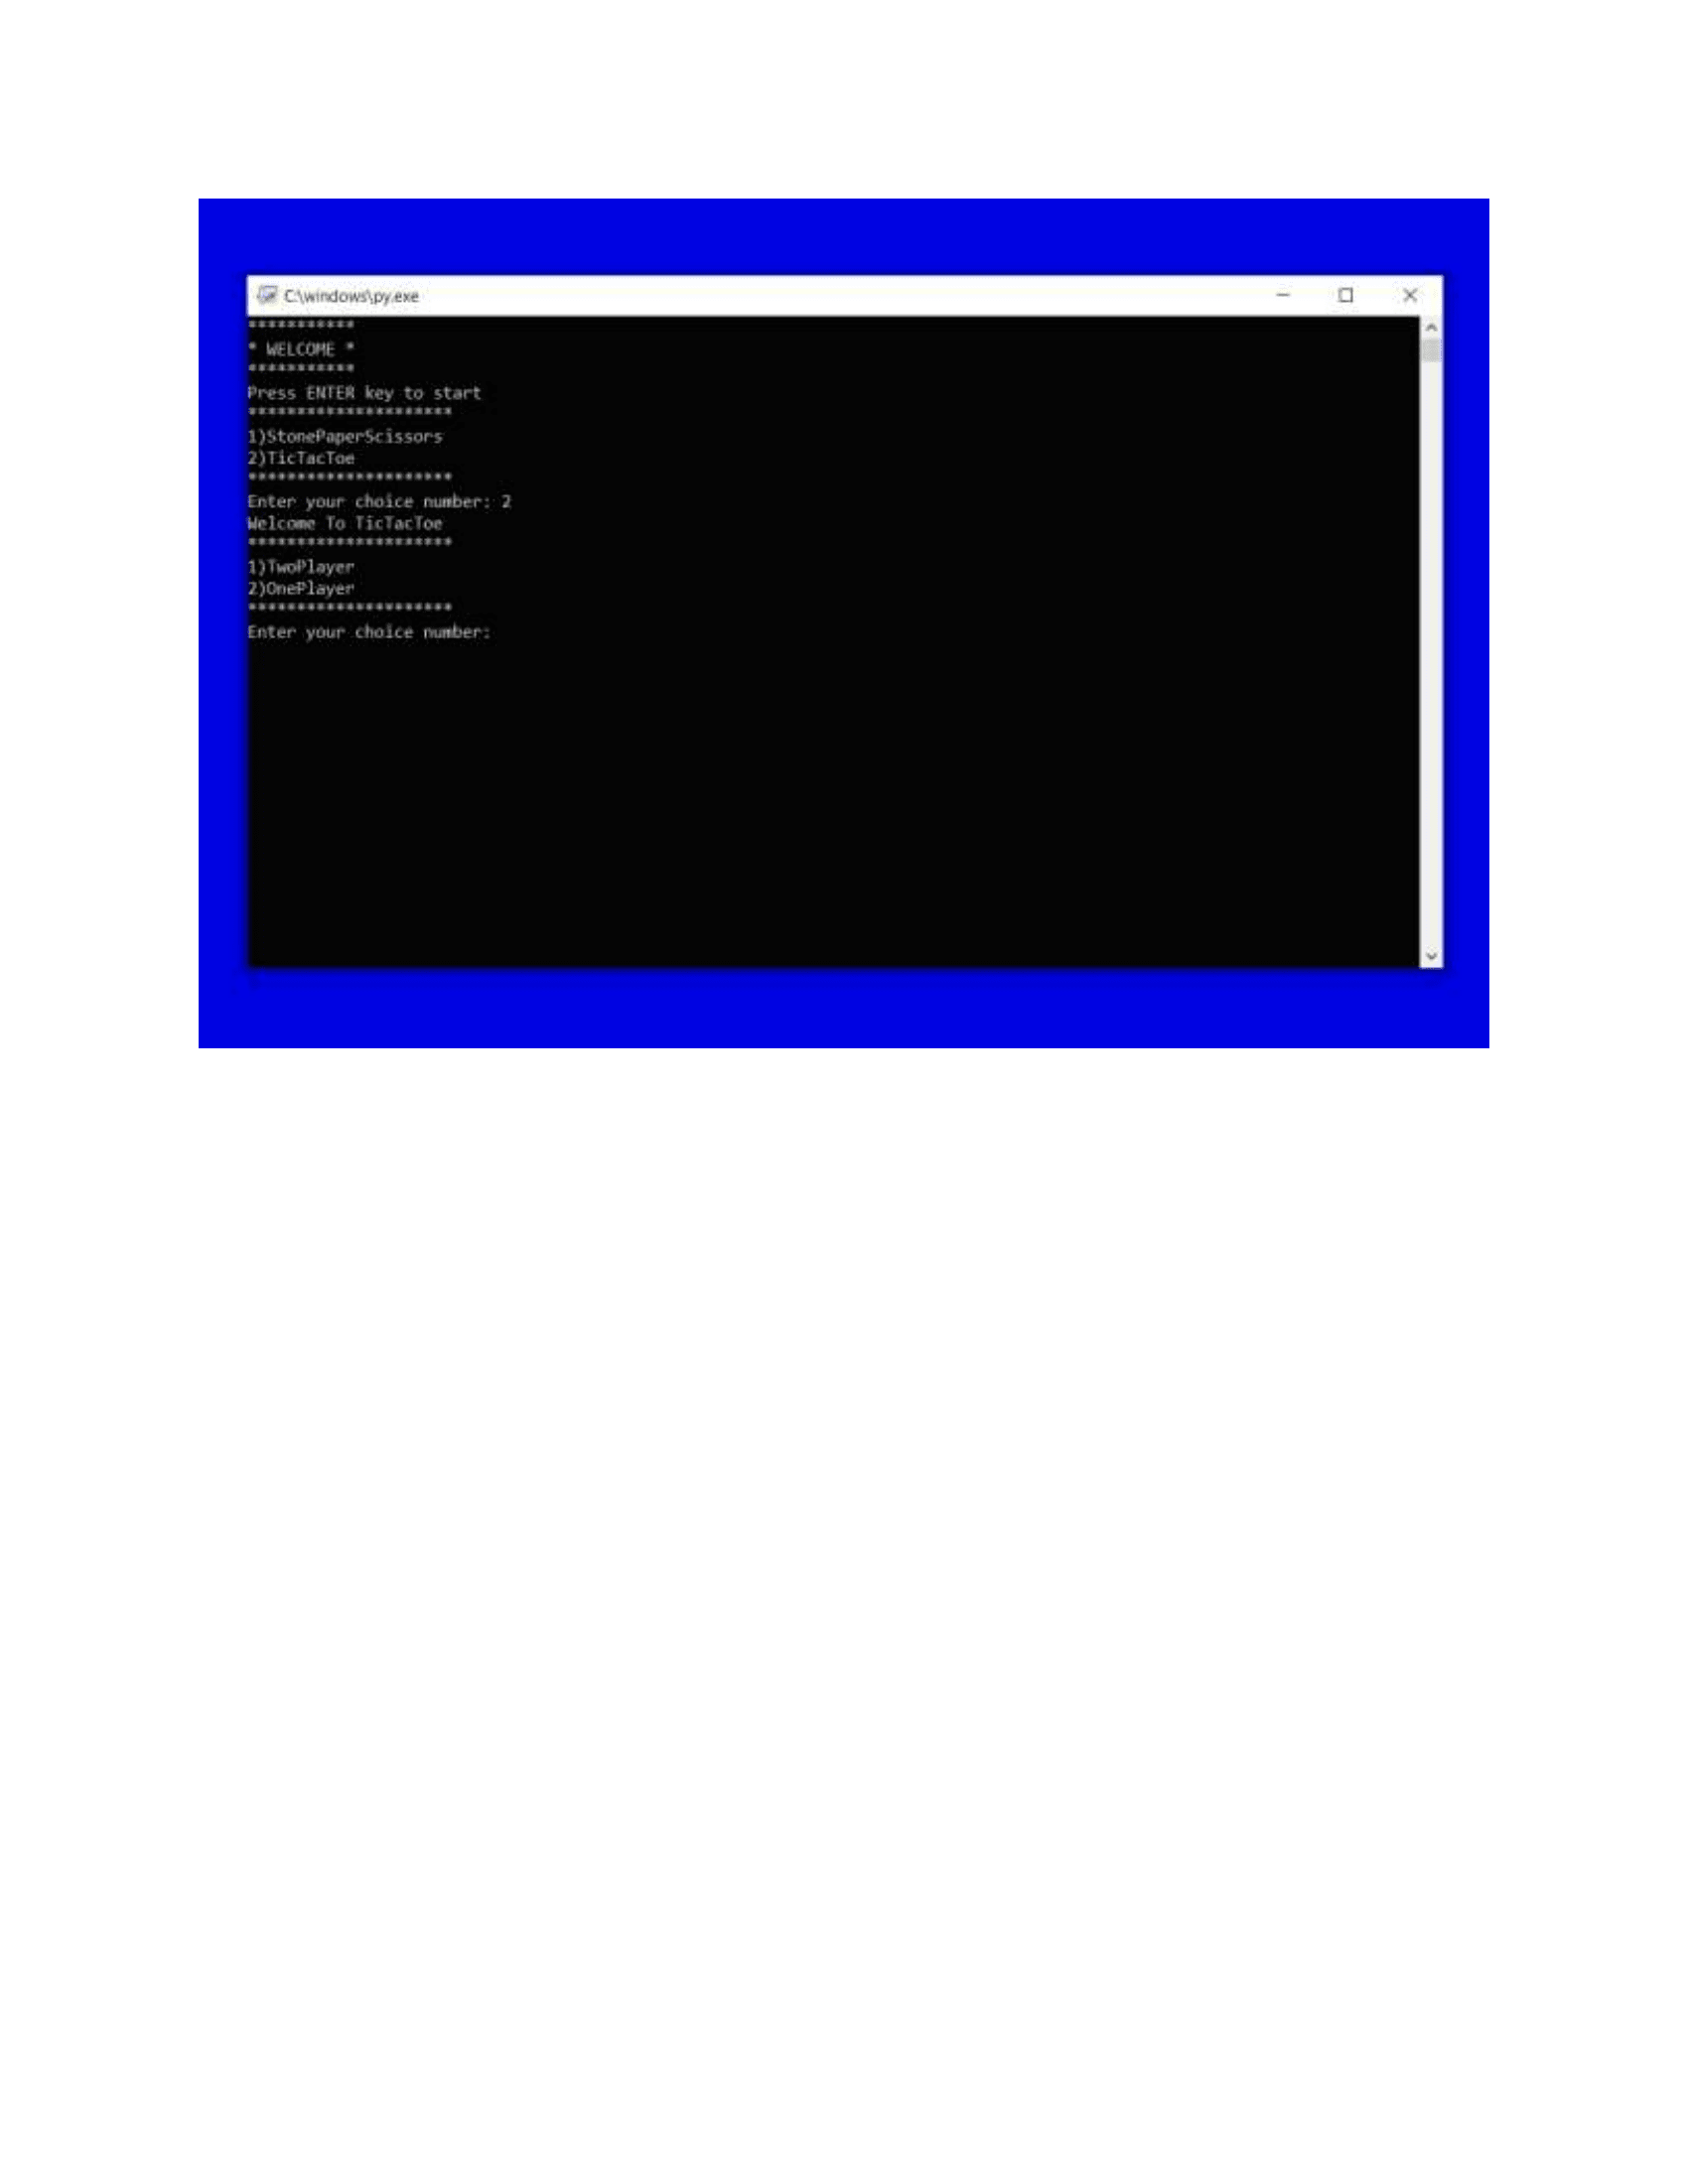 C:\windows\py.exe
***********
* WELCOME *
***********
Press ENTER key to start
*********************
1)StonePaperScissors
2)TicTacToe
*********************
Enter your choice number: 2
Welcome To TicTacToe
*********************
1)TwoPlayer
2)OnePlayer
*********************
Enter your choice number: